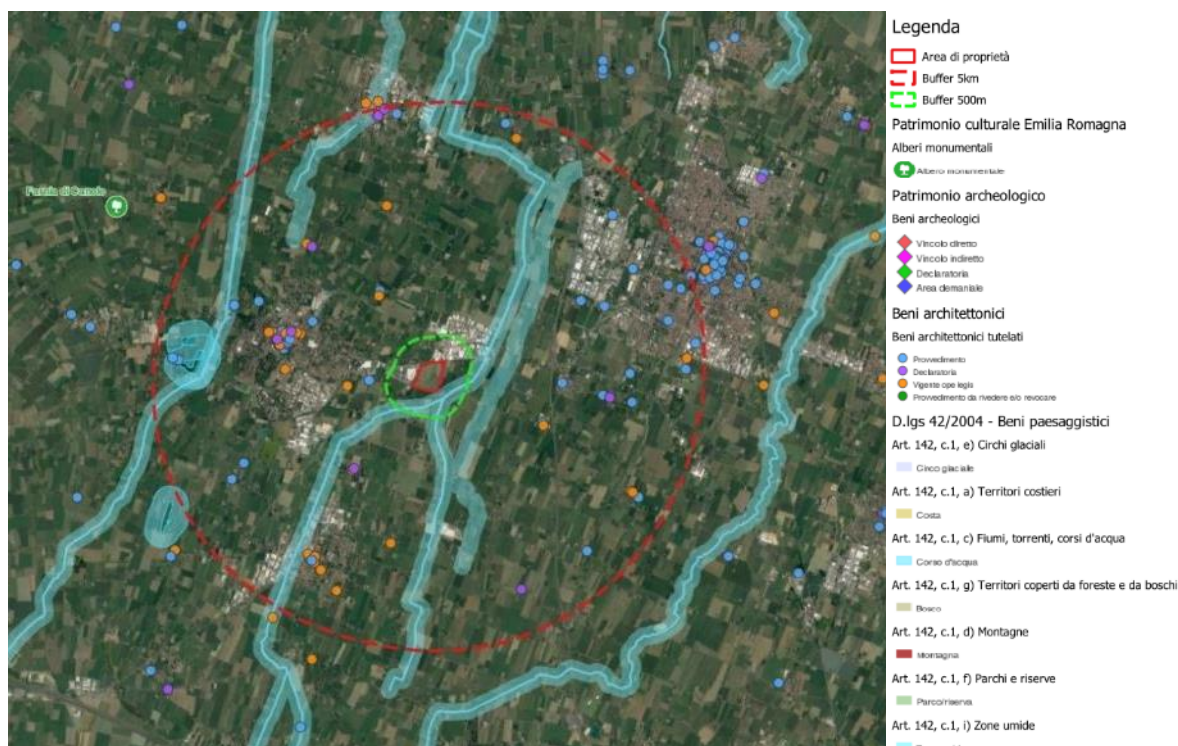 Farnia di Canolo
Legenda
Area di proprietà
Buffer 5km
Buffer 500m
Patrimonio culturale Emilia Romagna
Alberi monumentali
Albero monumentale
Patrimonio archeologico
Beni archeologici
Vincolo diretto
Vincolo indiretto
Declaratoria
Area demaniale
Beni architettonici
Beni architettonici tutelati
Provvedimento
Declaratoria
Vigente ope legis
Provvedimento da rivedere e/o revocare
D.lgs 42/2004 - Beni paesaggistici
Art. 142, c.1, e) Circhi glaciali
Circo glaciale
Art. 142, c.1, a) Territori costieri
Costa
Art. 142, c.1, c) Fiumi, torrenti, corsi d'acqua
Corso d'acqua
Art. 142, c.1, g) Territori coperti da foreste e da boschi
Bosco
Art. 142, c.1, d) Montagne
Montagna
Art. 142, c.1, f) Parchi e riserve
Parco/riserva
Art. 142, c.1, i) Zone umide